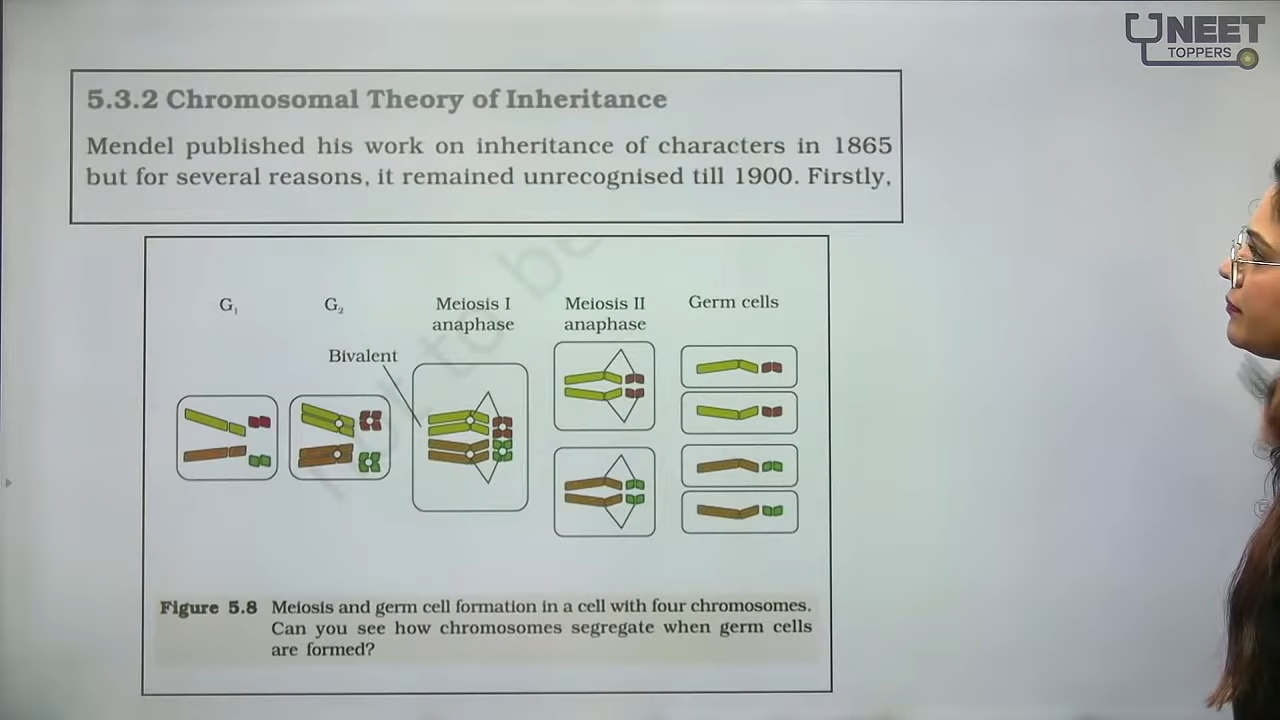 NEET
TOPPERS
5.3.2 Chromosomal Theory of Inheritance
Mendel published his work on inheritance of characters in 1865
but for several reasons, it remained unrecognised till 1900. Firstly,
not to be
G₁
G₂
Meiosis I
anaphase
Meiosis II
anaphase
Germ cells
Bivalent
Figure 5.8 Meiosis and germ cell formation in a cell with four chromosomes.
Can you see how chromosomes segregate when germ cells
are formed?